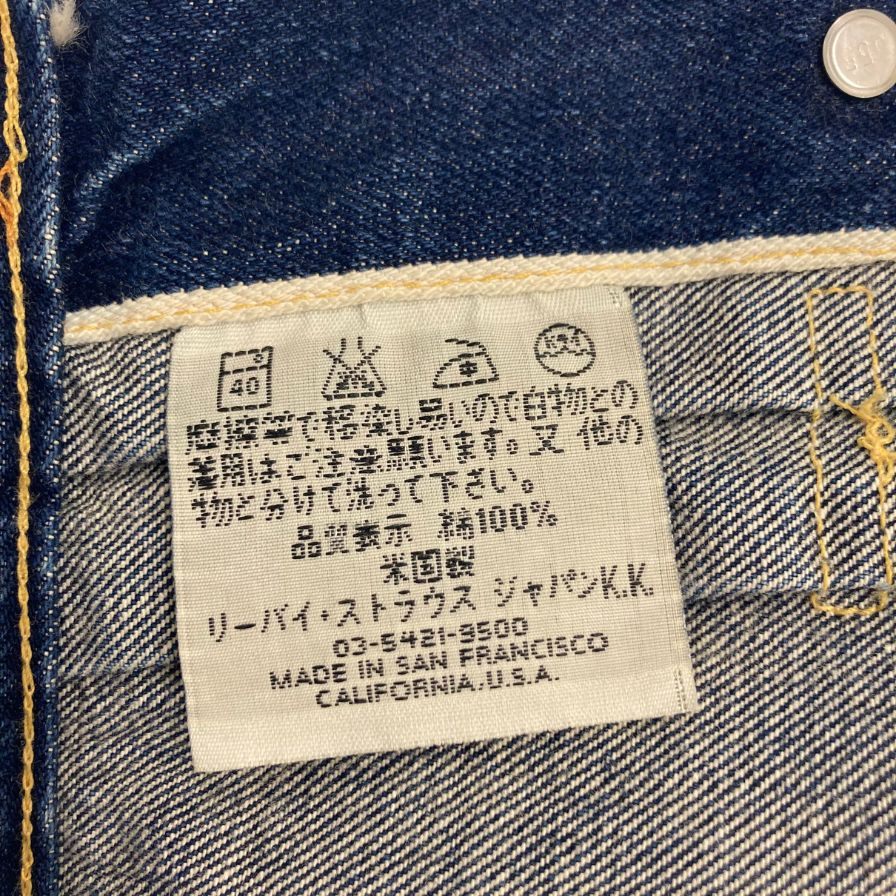 40
摩擦等で移染し易いので白物との
着用はご注意願います。又 他の
物と分けて洗って下さい。
品質表示 綿100%
米国製
リーバイ・ストラウス ジャパンK.K.
03-5421-9500
MADE IN SAN FRANCISCO
CALIFORNIA.U.S.A.